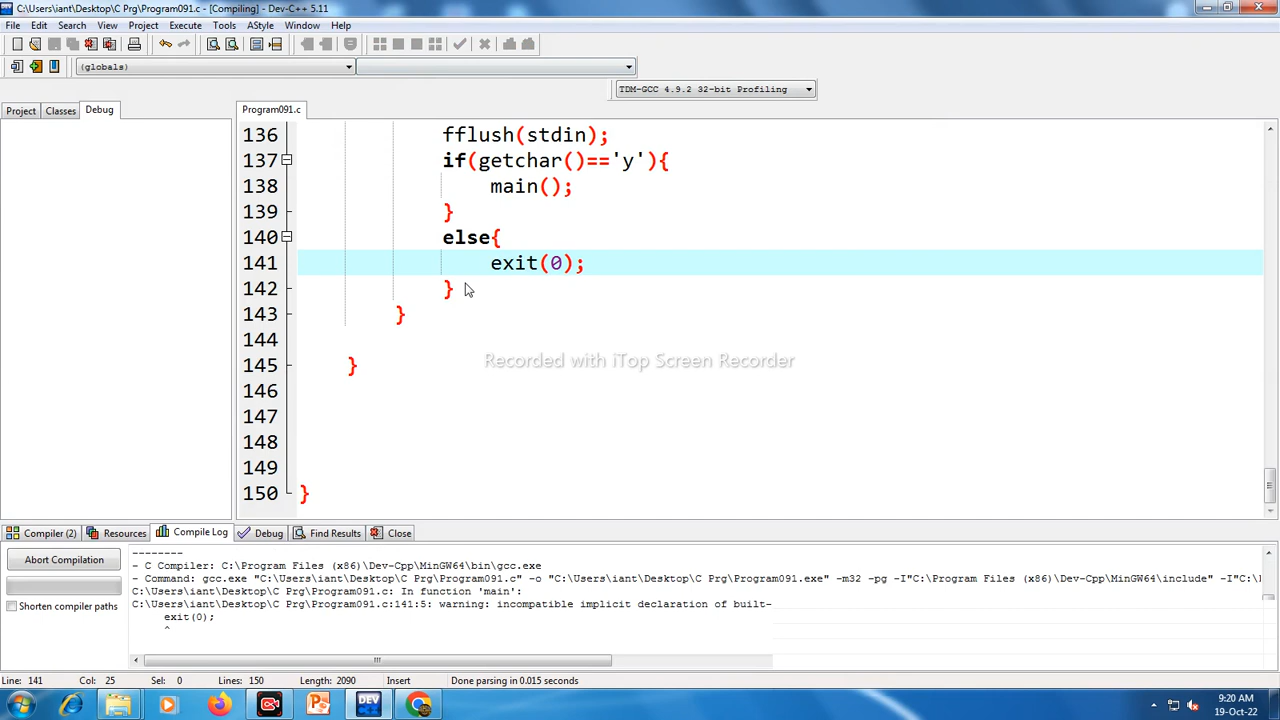 C:\Users\iant\Desktop\C Prg\Program091.c - [Compiling] - Dev-C++ 5.11
File Edit Search View Project Execute Tools AStyle Window Help
(globals)
TDM-GCC 4.9.2 32-bit Profiling
Project Classes Debug
Program091.c
136 fflush(stdin);
137 if(getchar()=='y'){
138 main();
139 }
140 else{
141 exit(0);
142 }
143 }
144
145 }
146
147
148
149
150 }
Recorded with iTop Screen Recorder
Compiler (2) Resources Compile Log Debug Find Results Close
Abort Compilation
Shorten compiler paths
--------
- C Compiler: C:\Program Files (x86)\Dev-Cpp\MinGW64\bin\gcc.exe
- Command: gcc.exe "C:\Users\iant\Desktop\C Prg\Program091.c" -o "C:\Users\iant\Desktop\C Prg\Program091.exe" -m32 -pg -I"C:\Program Files (x86)\Dev-Cpp\MinGW64\include" -I"C:\
C:\Users\iant\Desktop\C Prg\Program091.c: In function 'main':
C:\Users\iant\Desktop\C Prg\Program091.c:141:5: warning: incompatible implicit declaration of built-
exit(0);
^
Line: 141 Col: 25 Sel: 0 Lines: 150 Length: 2090 Insert Done parsing in 0.015 seconds
DEV
9:20 AM
19-Oct-22